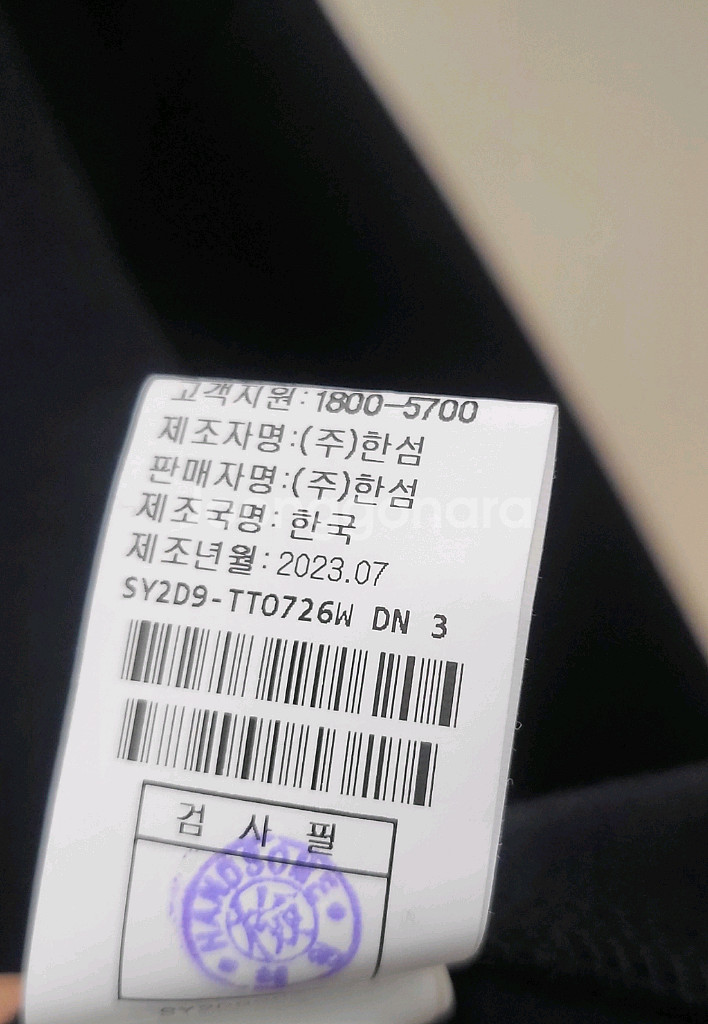 고객지원:1800-5700
제조자명:(주)한섬
판매자명:(주)한섬
제조국명: 한국
제조년월: 2023.07
SY2D9-TTO726W DN 3
검 사 필
HANDSOME